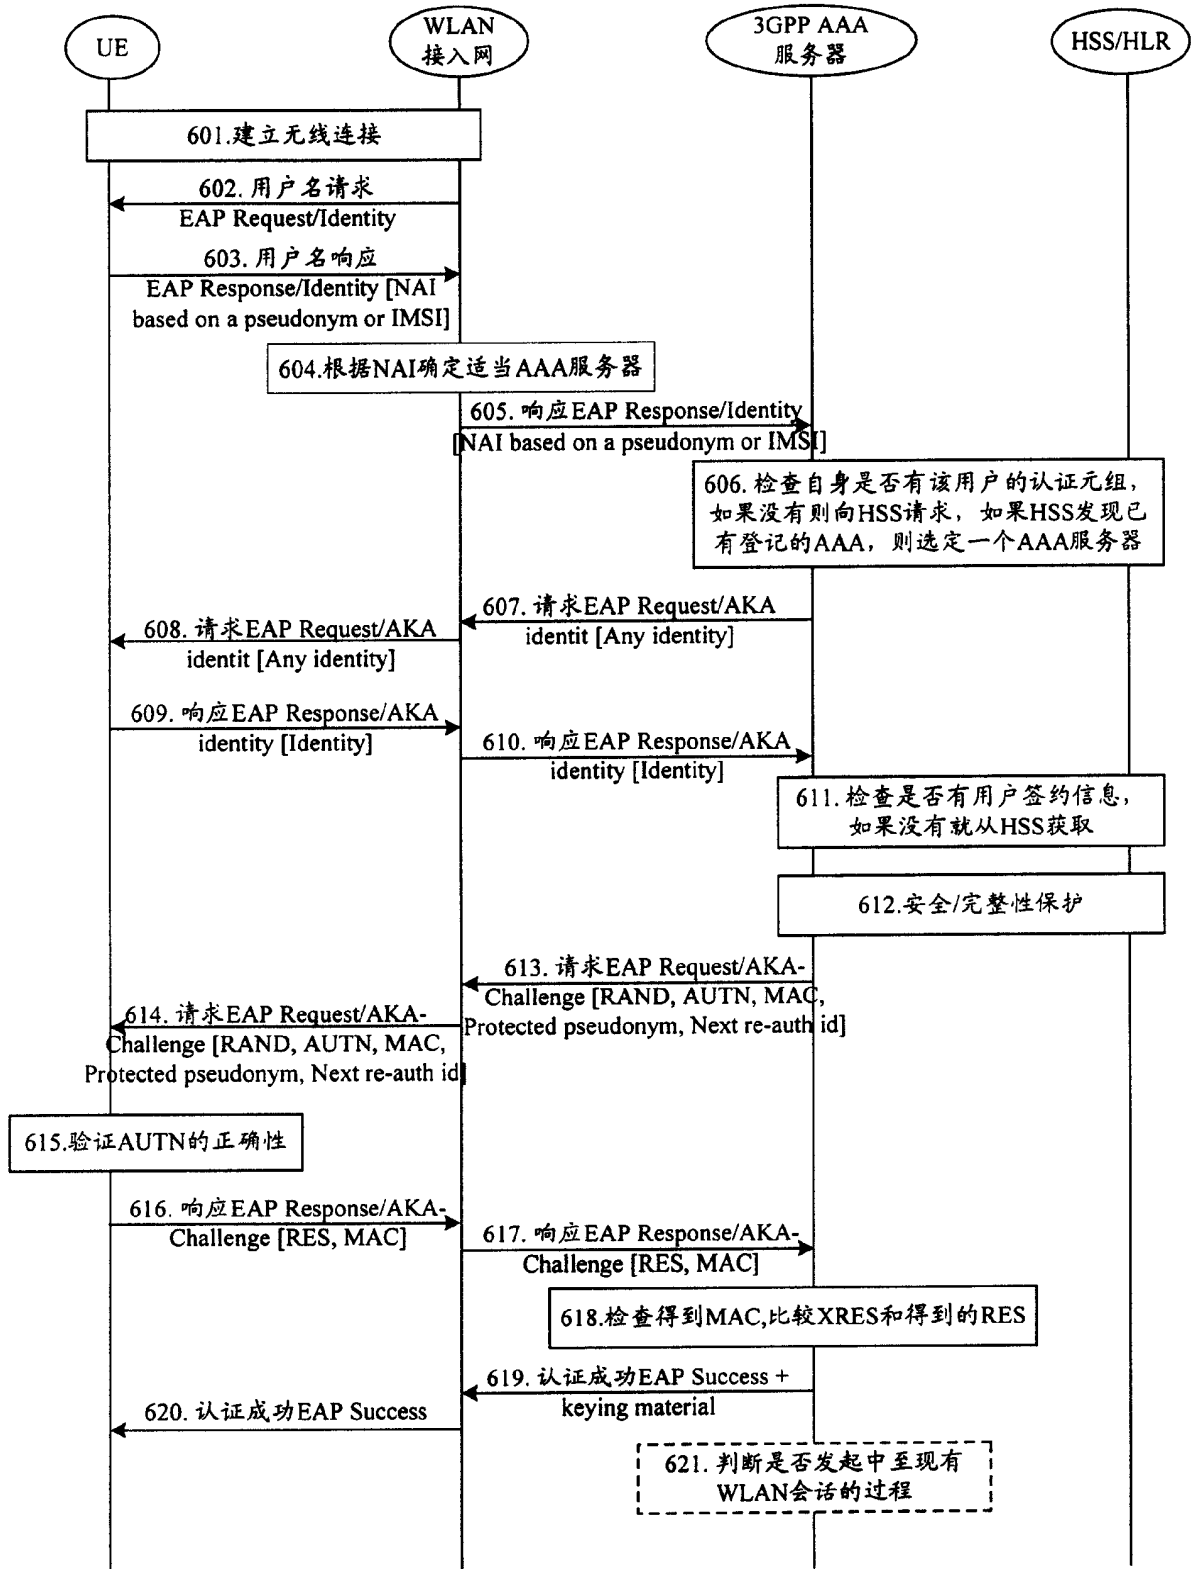 UE
WLAN
接入网
3GPP AAA
服务器
HSS/HLR
601.建立无线连接
602. 用户名请求
EAP Request/Identity
603. 用户名响应
EAP Response/Identity [NAI
based on a pseudonym or IMSI]
604.根据NAI确定适当AAA服务器
605. 响应EAP Response/Identity
[NAI based on a pseudonym or IMSI]
606. 检查自身是否有该用户的认证元组，
如果没有则向HSS请求，如果HSS发现已
有登记的AAA，则选定一个AAA服务器
607. 请求EAP Request/AKA
identit [Any identity]
608. 请求EAP Request/AKA
identit [Any identity]
609. 响应EAP Response/AKA
identity [Identity]
610. 响应EAP Response/AKA
identity [Identity]
611. 检查是否有用户签约信息，
如果没有就从HSS获取
612.安全/完整性保护
613. 请求EAP Request/AKA-
Challenge [RAND, AUTN, MAC,
Protected pseudonym, Next re-auth id]
614. 请求EAP Request/AKA-
Challenge [RAND, AUTN, MAC,
Protected pseudonym, Next re-auth id]
615.验证AUTN的正确性
616. 响应EAP Response/AKA-
Challenge [RES, MAC]
617. 响应EAP Response/AKA-
Challenge [RES, MAC]
618.检查得到MAC,比较XRES和得到的RES
619. 认证成功EAP Success +
keying material
620. 认证成功EAP Success
621. 判断是否发起中至现有
WLAN会话的过程